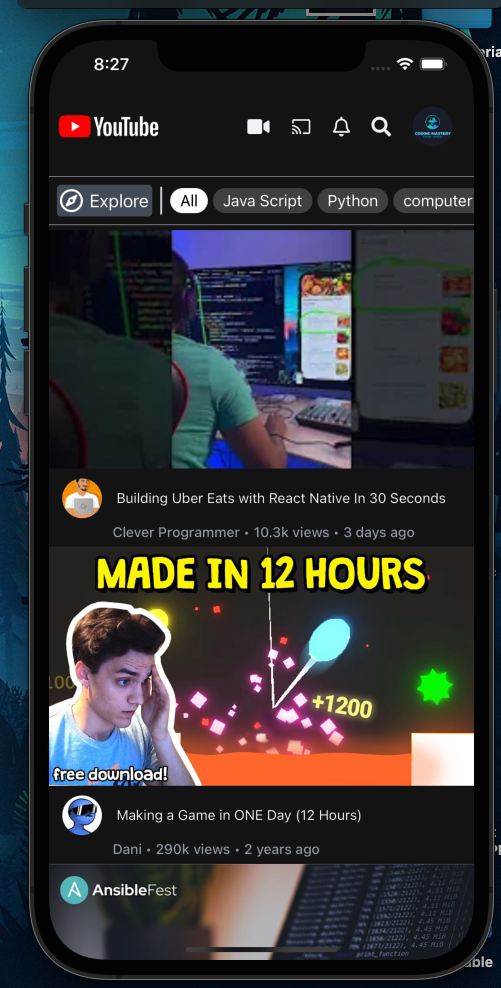 8:27
YouTube
CODING MASTERY
Explore
All
Java Script
Python
computer
Building Uber Eats with React Native In 30 Seconds
Clever Programmer • 10.3k views • 3 days ago
MADE IN 12 HOURS
100
+1200
free download!
Making a Game in ONE Day (12 Hours)
Dani • 290k views • 2 years ago
AnsibleFest
print_function